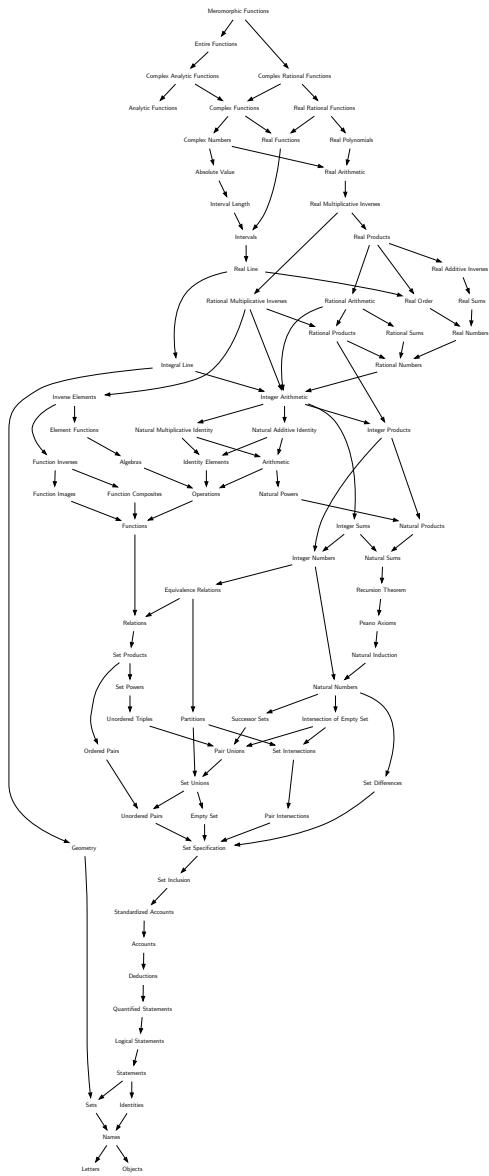 Meromorphic Functions
Entire Functions
Complex Analytic Functions Complex Rational Functions
Analytic Functions Complex Functions Real Rational Functions
Complex Numbers Real Functions Real Polynomials
Absolute Value Real Arithmetic
Interval Length Real Multiplicative Inverses
Intervals Real Products
Real Line Real Additive Inverses
Rational Multiplicative Inverses Rational Arithmetic Real Order Real Sums
Rational Products Rational Sums Real Numbers
Integral Line Rational Numbers
Inverse Elements Integer Arithmetic
Element Functions Natural Multiplicative Identity Natural Additive Identity Integer Products
Function Inverses Algebras Identity Elements Arithmetic
Function Images Function Composites Operations Natural Powers
Functions Integer Sums Natural Products
Integer Numbers Natural Sums
Equivalence Relations Recursion Theorem
Relations Peano Axioms
Set Products Natural Induction
Set Powers Natural Numbers
Unordered Triples Partitions Successor Sets Intersection of Empty Set
Ordered Pairs Pair Unions Set Intersections
Set Unions Set Differences
Unordered Pairs Empty Set Pair Intersections
Geometry Set Specification
Set Inclusion
Standardized Accounts
Accounts
Deductions
Quantified Statements
Logical Statements
Statements
Sets Identities
Names
Letters Objects